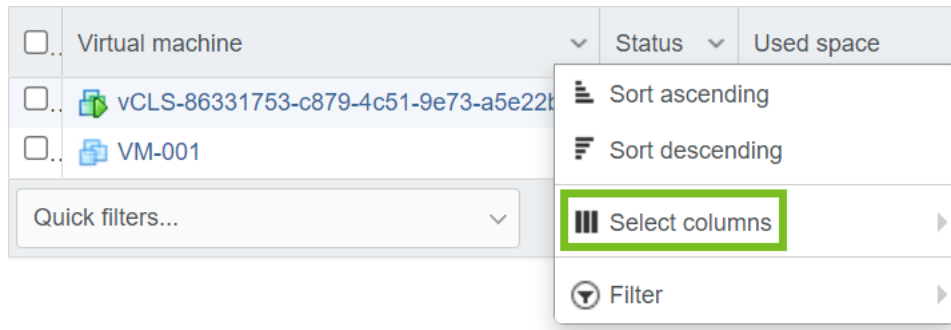 Virtual machine Status Used space
vCLS-86331753-c879-4c51-9e73-a5e22b
Sort ascending
VM-001
Sort descending
Quick filters...
Select columns
Filter